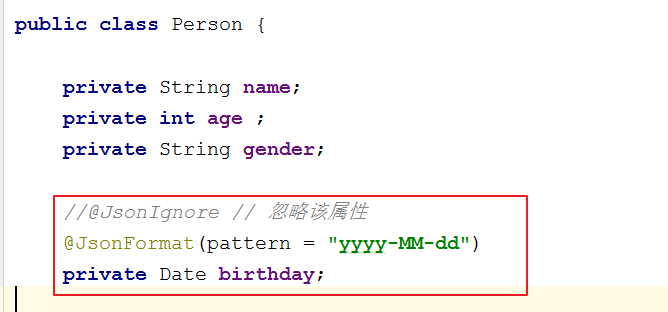 public class Person {
private String name;
private int age ;
private String gender;
//@JsonIgnore // 忽略该属性
@JsonFormat(pattern = "yyyy-MM-dd")
private Date birthday;